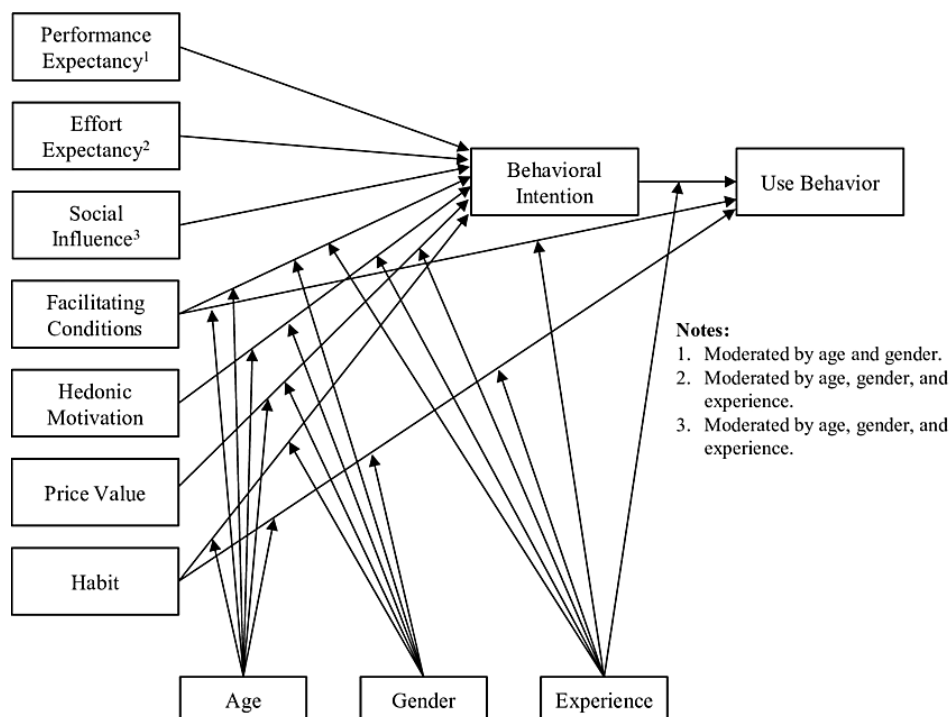 Performance
Expectancy¹
Effort
Expectancy²
Social
Influence³
Facilitating
Conditions
Hedonic
Motivation
Price Value
Habit
Behavioral
Intention
Use Behavior
Notes:
1. Moderated by age and gender.
2. Moderated by age, gender, and
experience.
3. Moderated by age, gender, and
experience.
Age
Gender
Experience